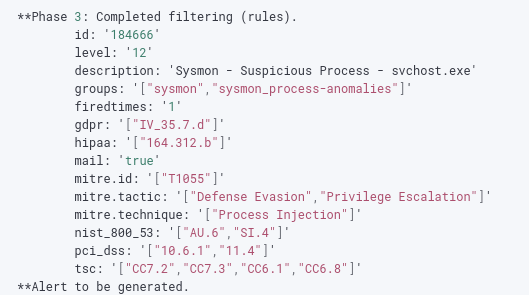 **Phase 3: Completed filtering (rules).
id: '184666'
level: '12'
description: 'Sysmon - Suspicious Process - svchost.exe'
groups: '["sysmon","sysmon_process-anomalies"]'
firedtimes: '1'
gdpr: '["IV_35.7.d"]'
hipaa: '["164.312.b"]'
mail: 'true'
mitre.id: '["T1055"]'
mitre.tactic: '["Defense Evasion","Privilege Escalation"]'
mitre.technique: '["Process Injection"]'
nist_800_53: '["AU.6","SI.4"]'
pci_dss: '["10.6.1","11.4"]'
tsc: '["CC7.2","CC7.3","CC6.1","CC6.8"]'
**Alert to be generated.